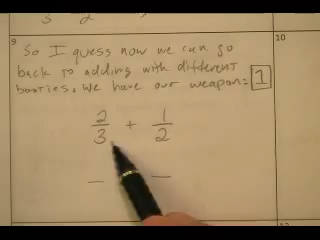 9
10
So I guess now we can go
back to adding with different
booties. We have our weapon= 1
2/3 + 1/2